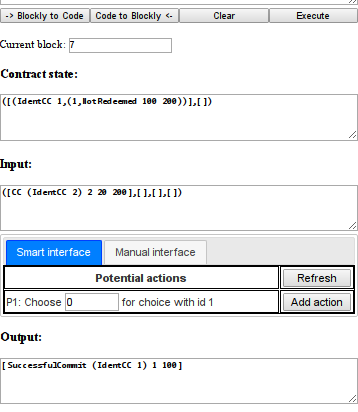 -> Blockly to Code Code to Blockly <- Clear Execute
Current block: 7
Contract state:
([(IdentCC 1,(1,NotRedeemed 100 200))],[])
Input:
([CC (IdentCC 2) 2 20 200],[],[],[])
Smart interface Manual interface
Potential actions Refresh
P1: Choose 0 for choice with id 1 Add action
Output:
[SuccessfulCommit (IdentCC 1) 1 100]